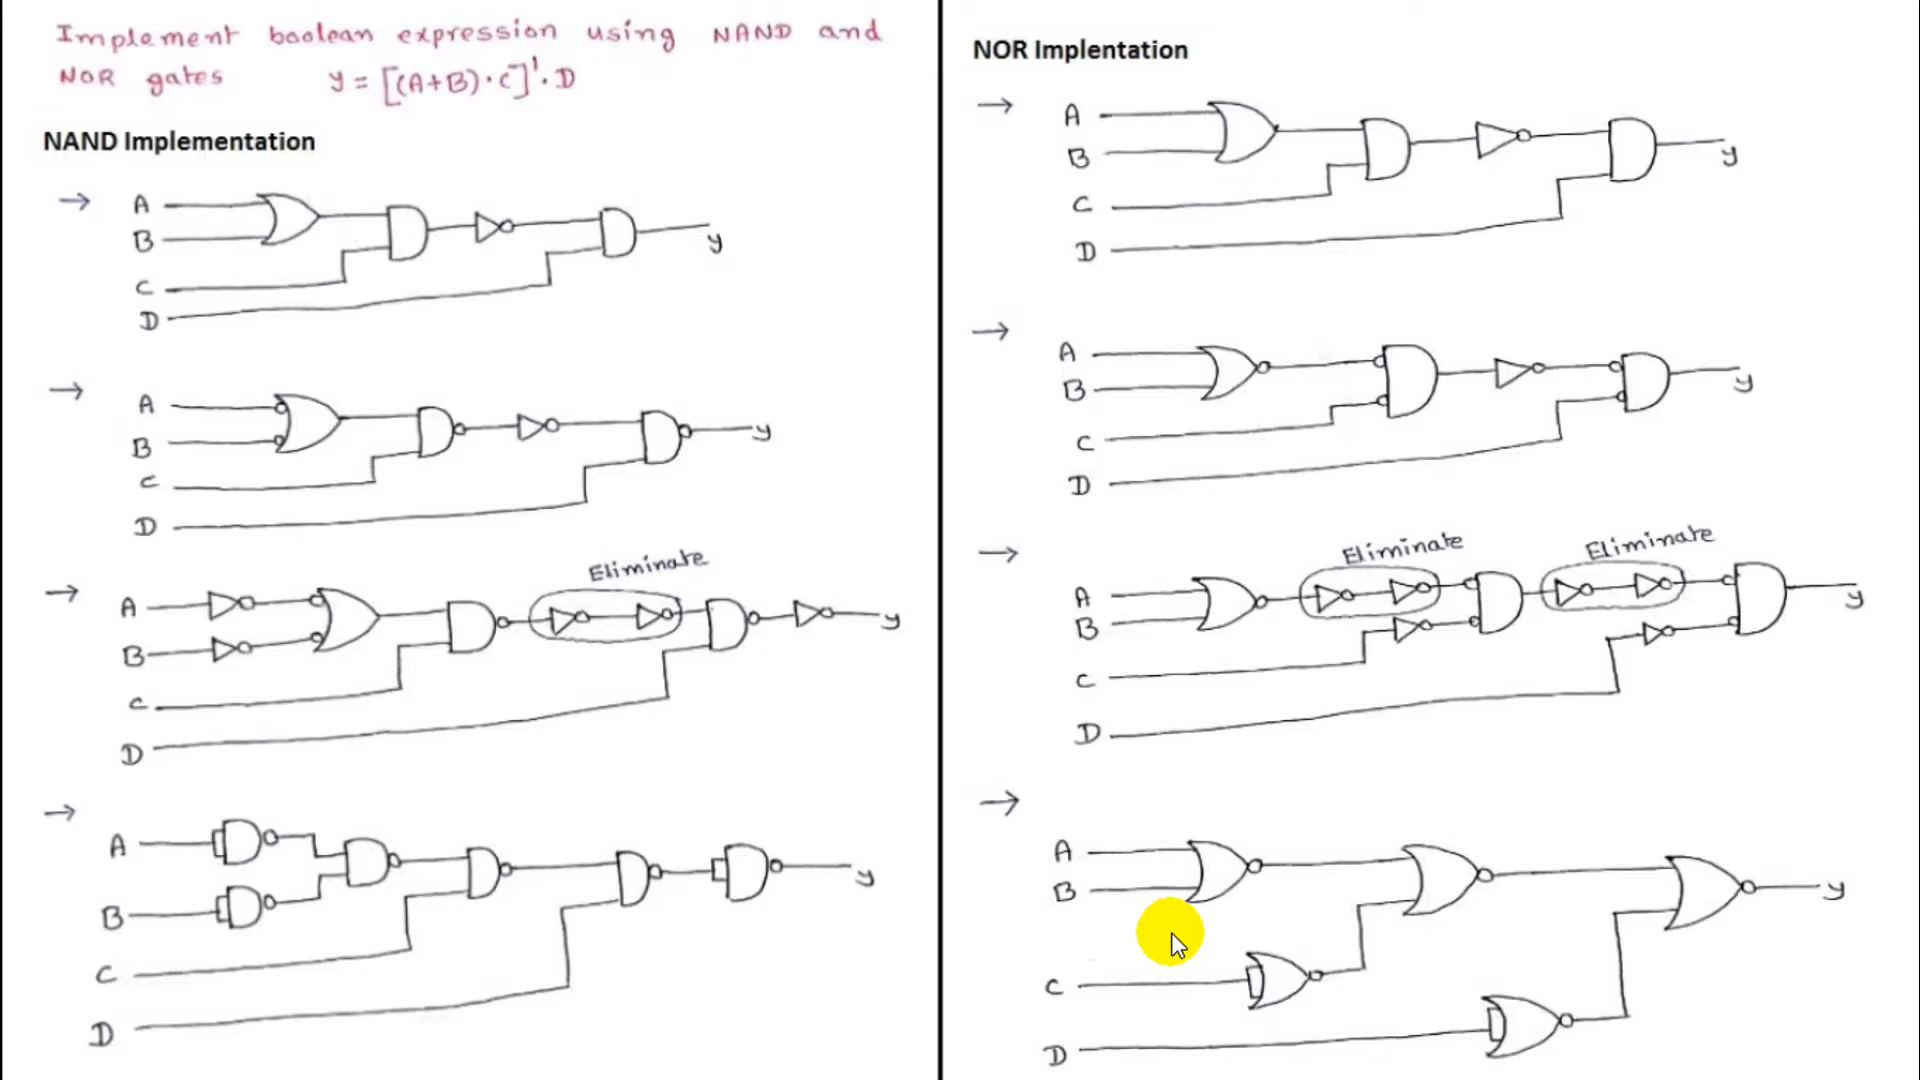 Implement boolean expression using NAND and
NOR gates y = [(A+B)·C]'·D
NAND Implementation
A
B
C
D
y
A
B
C
D
y
Eliminate
A
B
C
D
y
A
B
C
D
y
NOR Implentation
A
B
C
D
y
A
B
C
D
y
Eliminate Eliminate
A
B
C
D
y
A
B
C
D
y